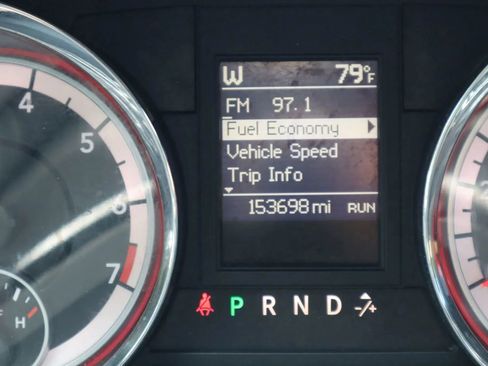 W 79°F
FM 97.1
Fuel Economy
Vehicle Speed
Trip Info
153698 mi RUN
4
5
6
7
H
P R N D -/+